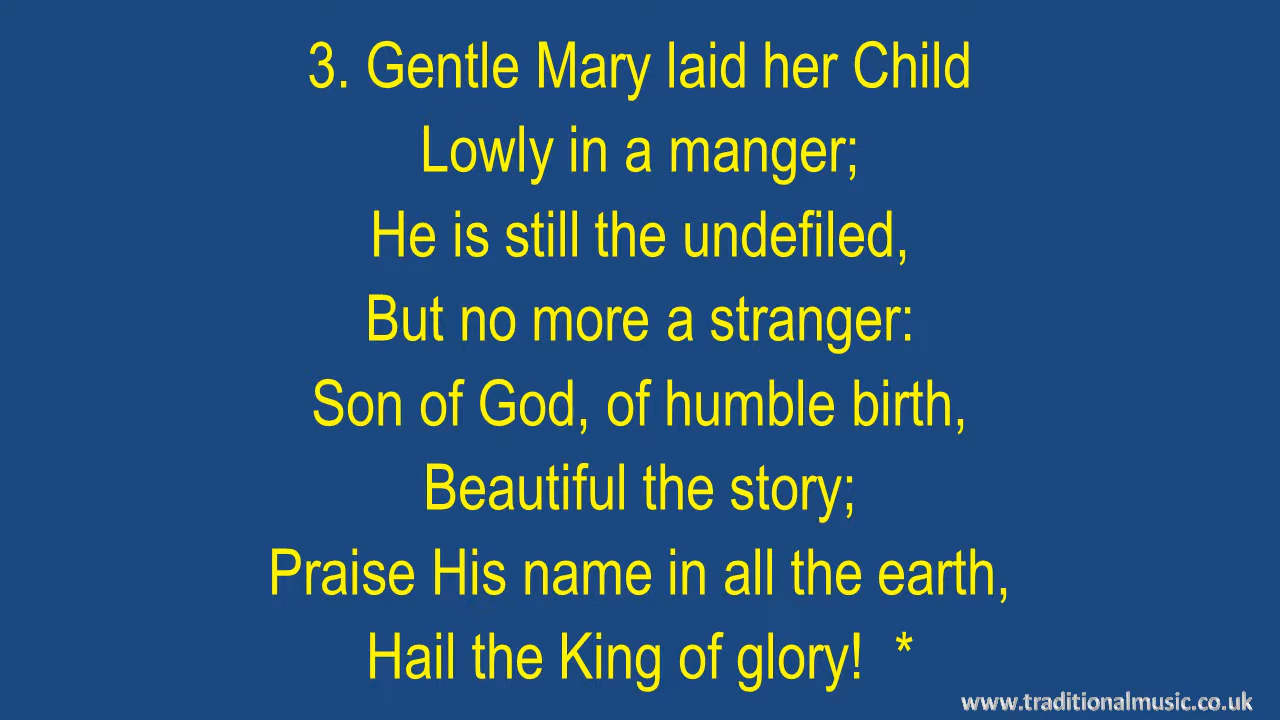 3. Gentle Mary laid her Child
Lowly in a manger;
He is still the undefiled,
But no more a stranger:
Son of God, of humble birth,
Beautiful the story;
Praise His name in all the earth,
Hail the King of glory! *
www.traditionalmusic.co.uk